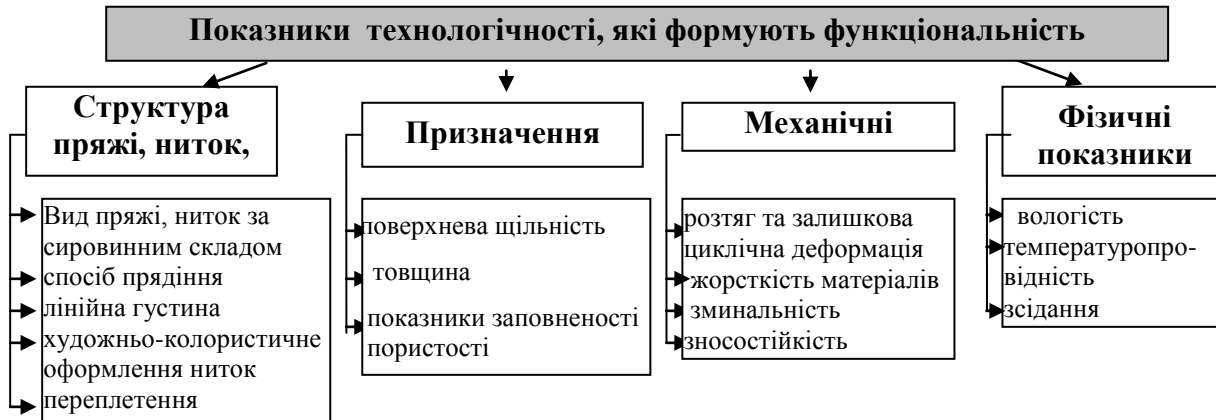 Показники технологічності, які формують функціональність
Структура
пряжі, ниток,
Вид пряжі, ниток за
сировинним складом
спосіб прядіння
лінійна густина
художньо-колористичне
оформлення ниток
переплетення
Призначення
поверхнева щільність
товщина
показники заповненості
пористості
Механічні
розтяг та залишкова
циклічна деформація
жорсткість матеріалів
зминальність
зносостійкість
Фізичні
показники
вологість
температуропро-
відність
зсідання